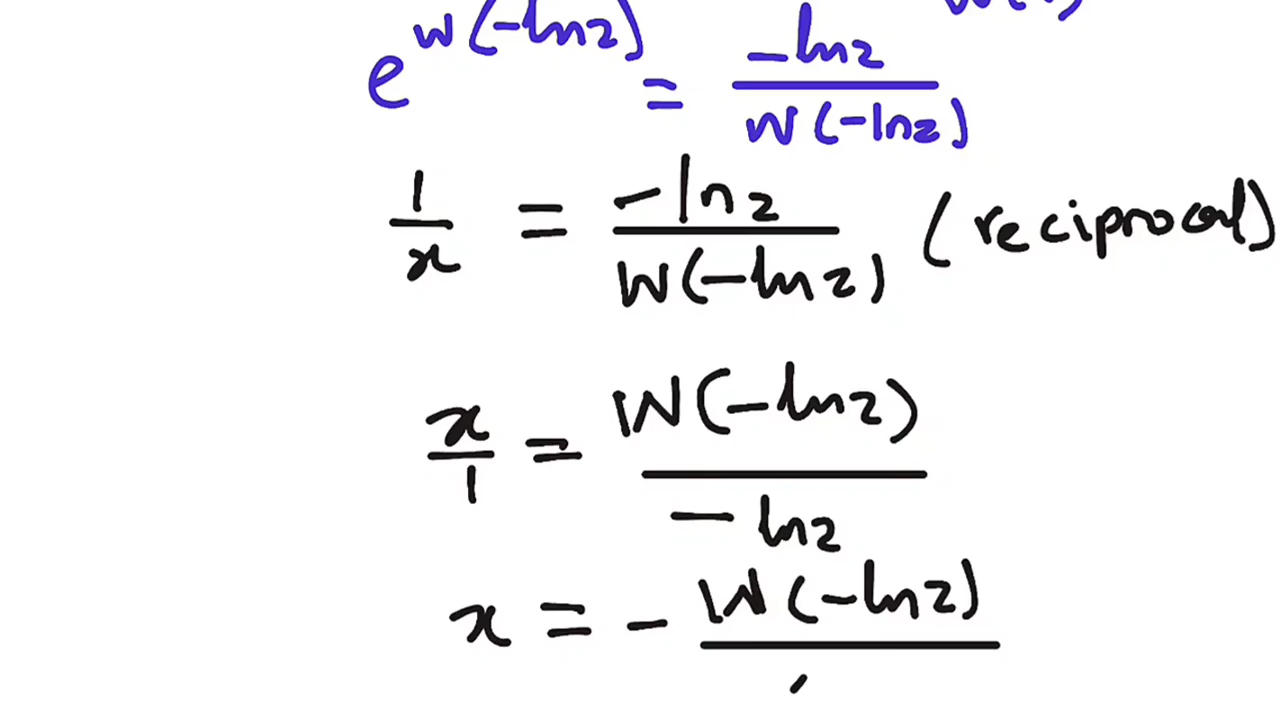 e^W(-ln2) = -ln2 / W(-ln2)
1/x = -ln2 / W(-ln2) (reciprocal)
x/1 = W(-ln2) / -ln2
x = - W(-ln2) /